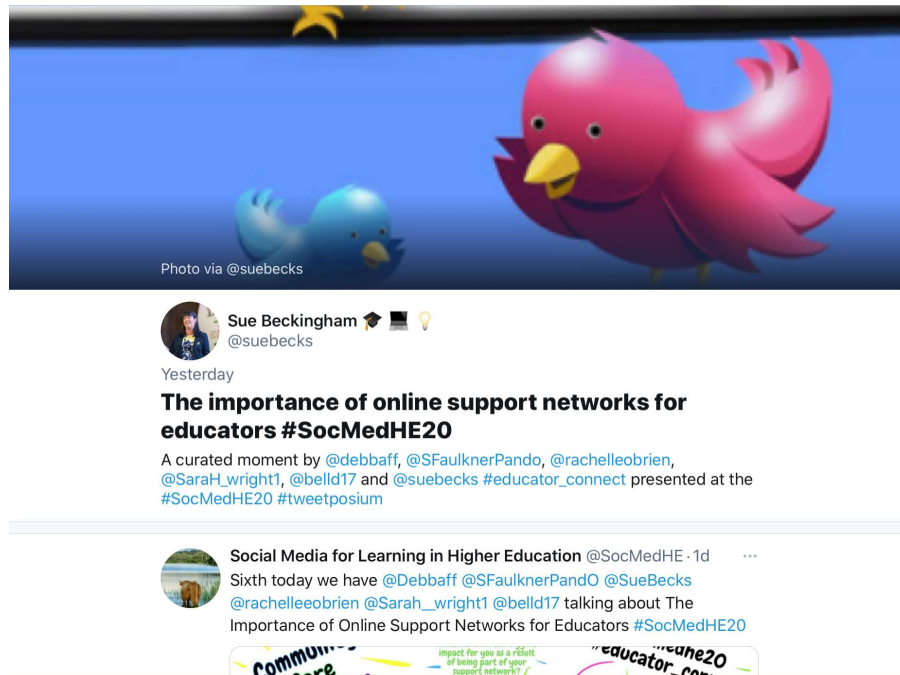 Photo via @suebecks
Sue Beckingham 🎓 💻 💡
@suebecks
Yesterday
The importance of online support networks for
educators #SocMedHE20
A curated moment by @debbaff, @SFaulknerPando, @rachelleobrien,
@SaraH_wright1, @belld17 and @suebecks #educator_connect presented at the
#SocMedHE20 #tweetposium
Social Media for Learning in Higher Education @SocMedHE · 1d
Sixth today we have @Debbaff @SFaulknerPandO @SueBecks
@rachelleeobrien @Sarah__wright1 @belld17 talking about The
Importance of Online Support Networks for Educators #SocMedHE20
impact for you as a result
of being part of your
support network?